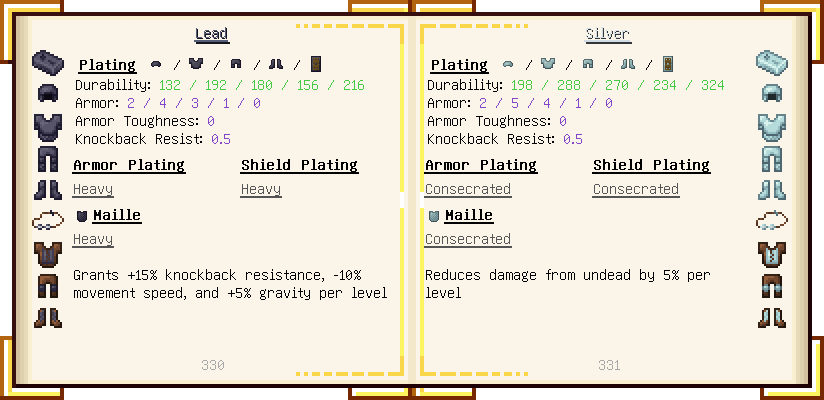 Lead
Plating / / / /
Durability: 132 / 192 / 180 / 156 / 216
Armor: 2 / 4 / 3 / 1 / 0
Armor Toughness: 0
Knockback Resist: 0.5
Armor Plating Shield Plating
Heavy Heavy
Maille
Heavy
Grants +15% knockback resistance, -10%
movement speed, and +5% gravity per level
330
Silver
Plating / / / /
Durability: 198 / 288 / 270 / 234 / 324
Armor: 2 / 5 / 4 / 1 / 0
Armor Toughness: 0
Knockback Resist: 0.5
Armor Plating Shield Plating
Consecrated Consecrated
Maille
Consecrated
Reduces damage from undead by 5% per
level
331